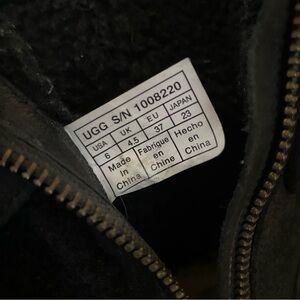 UGG S/N 1008220
USA UK EU JAPAN
6 4.5 37 23
Made Fabrique Hecho
in en en
China Chine China